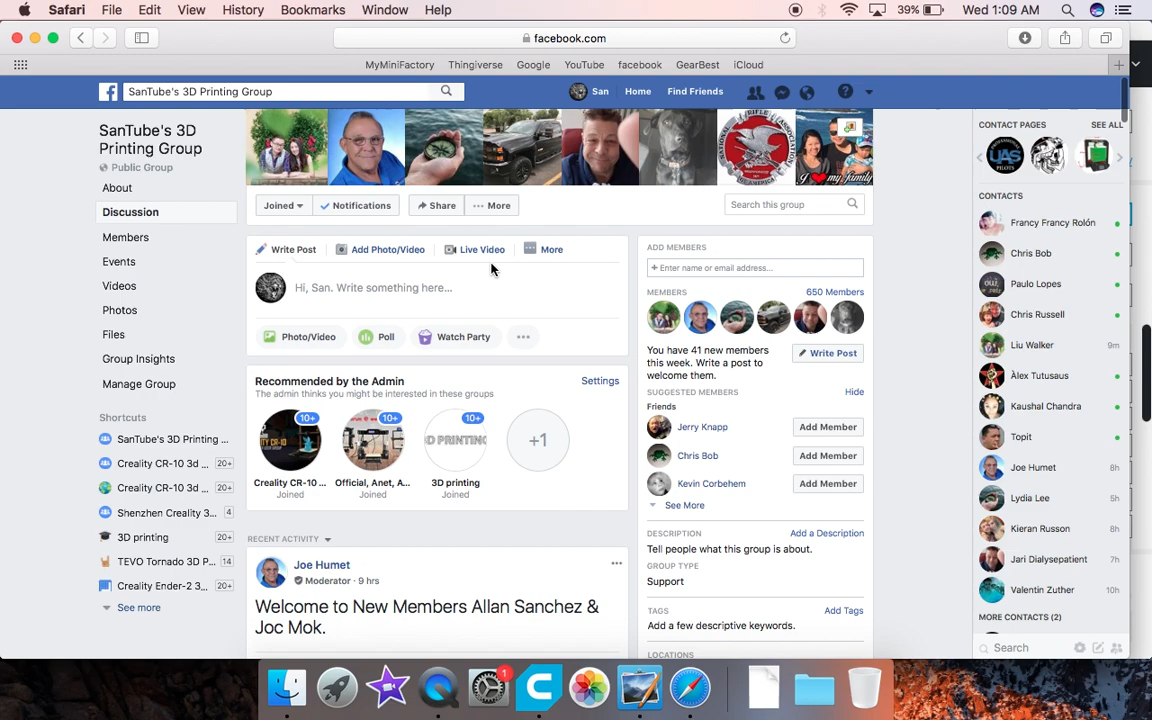 Safari File Edit View History Bookmarks Window Help 39% Wed 1:09 AM
facebook.com
MyMiniFactory Thingiverse Google YouTube facebook GearBest iCloud
SanTube's 3D Printing Group San Home Find Friends
SanTube's 3D
Printing Group
Public Group
About
Discussion
Members
Events
Videos
Photos
Files
Group Insights
Manage Group
Shortcuts
SanTube's 3D Printing ...
Creality CR-10 3d ... 20+
Creality CR-10 3d ... 20+
Shenzhen Creality 3... 4
3D printing 20+
TEVO Tornado 3D P... 14
Creality Ender-2 3... 20+
See more
I ♥ my family
Joined Notifications Share More Search this group
Write Post Add Photo/Video Live Video More
Hi, San. Write something here...
Photo/Video Poll Watch Party
Recommended by the Admin Settings
The admin thinks you might be interested in these groups
10+ 10+ 10+
3D PRINTING +1
Creality CR-10 ... Official, Anet, A... 3D printing
Joined Joined Joined
RECENT ACTIVITY
Joe Humet
Moderator · 9 hrs
Welcome to New Members Allan Sanchez &
Joc Mok.
ADD MEMBERS
+ Enter name or email address...
MEMBERS 650 Members
You have 41 new members
this week. Write a post to
welcome them.
Write Post
SUGGESTED MEMBERS Hide
Friends
Jerry Knapp Add Member
Chris Bob Add Member
Kevin Corbehem Add Member
See More
DESCRIPTION Add a Description
Tell people what this group is about.
GROUP TYPE
Support
TAGS Add Tags
Add a few descriptive keywords.
LOCATIONS
CONTACT PAGES SEE ALL
UAS
PILOTS
CONTACTS
Francy Francy Rolón
Chris Bob
Paulo Lopes
Chris Russell
Liu Walker 9m
Àlex Tutusaus
Kaushal Chandra
Topit
Joe Humet 8h
Lydia Lee 5h
Kieran Russon 8h
Jari Dialysepatient 7h
Valentin Zuther 10h
MORE CONTACTS (2)
Search
1